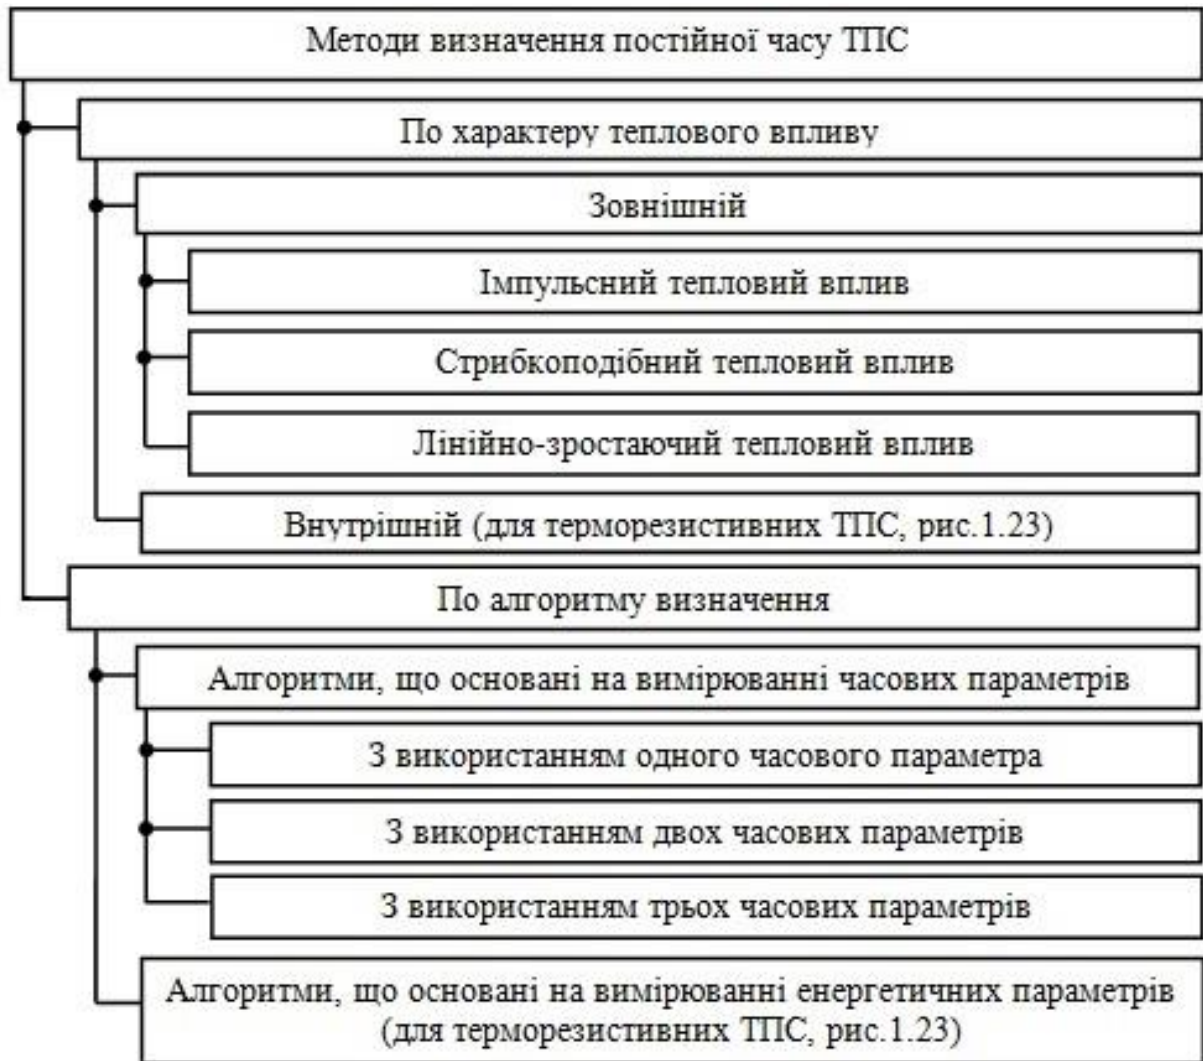 Методи визначення постійної часу ТПС
По характеру теплового впливу
Зовнішній
Імпульсний тепловий вплив
Стрибкоподібний тепловий вплив
Лінійно-зростаючий тепловий вплив
Внутрішній (для терморезистивних ТПС, рис.1.23)
По алгоритму визначення
Алгоритми, що основані на вимірюванні часових параметрів
З використанням одного часового параметра
З використанням двох часових параметрів
З використанням трьох часових параметрів
Алгоритми, що основані на вимірюванні енергетичних параметрів
(для терморезистивних ТПС, рис.1.23)